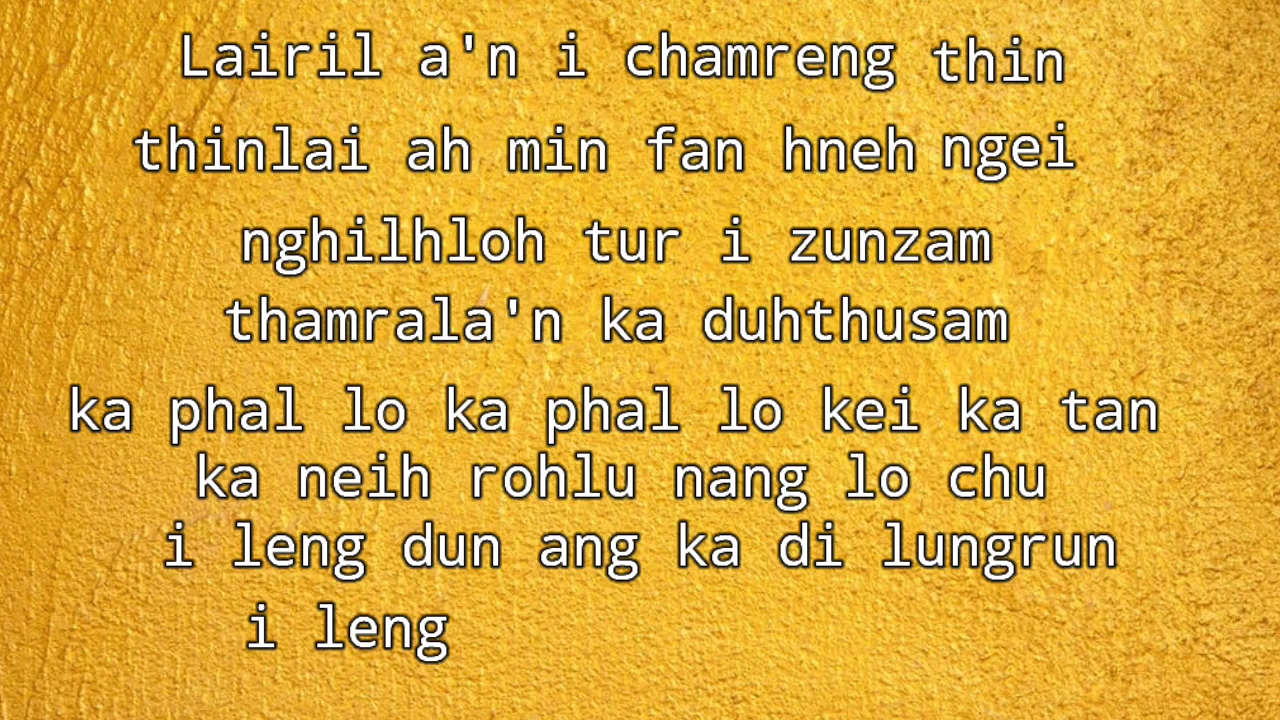 Lairil a'n i chamreng thin
thinlai ah min fan hneh ngei
nghilhloh tur i zunzam
thamrala'n ka duhthusam
ka phal lo ka phal lo kei ka tan
ka neih rohlu nang lo chu
i leng dun ang ka di lungrun
i leng